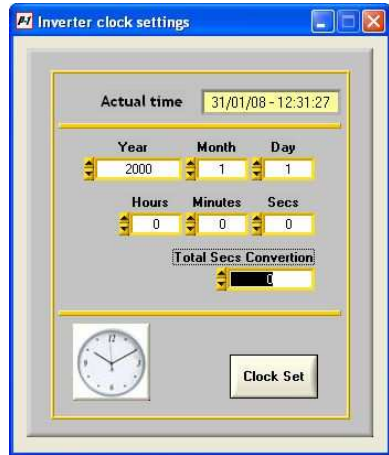 Inverter clock settings
Actual time 31/01/08 - 12:31:27
Year Month Day
2000 1 1
Hours Minutes Secs
0 0 0
Total Secs Convertion
0
12
Clock Set